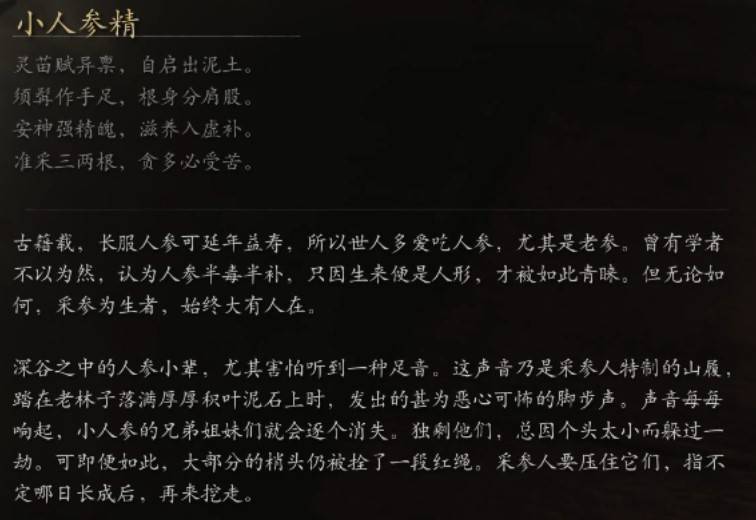 小人参精
灵苗赋异禀，自启出泥土。
须髯作手足，根身分肩股。
安神强精魄，滋养入虚补。
准采三两根，贪多必受苦。
古籍载，长服人参可延年益寿，所以世人多爱吃人参，尤其是老参。曾有学者
不以为然，认为人参半毒半补，只因生来便是人形，才被如此青睐。但无论如
何，采参为生者，始终大有人在。
深谷之中的人参小辈，尤其害怕听到一种足音。这声音乃是采参人特制的山履，
踏在老林子落满厚厚积叶泥石上时，发出的甚为恶心可怖的脚步声。声音每每
响起，小人参的兄弟姐妹们就会逐个消失。独剩他们，总因个头太小而躲过一
劫。可即便如此，大部分的梢头仍被拴了一段红绳。采参人要压住它们，指不
定哪日长成后，再来挖走。